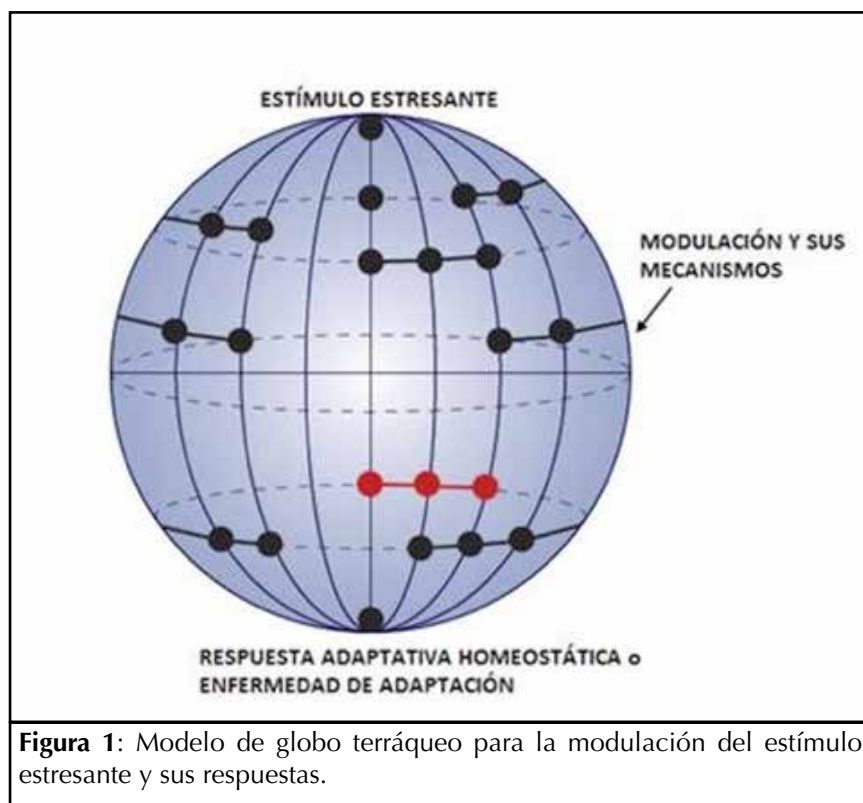 ESTÍMULO ESTRESANTE
MODULACIÓN Y SUS
MECANISMOS
RESPUESTA ADAPTATIVA HOMEOSTÁTICA o
ENFERMEDAD DE ADAPTACIÓN
Figura 1: Modelo de globo terráqueo para la modulación del estímulo
estresante y sus respuestas.